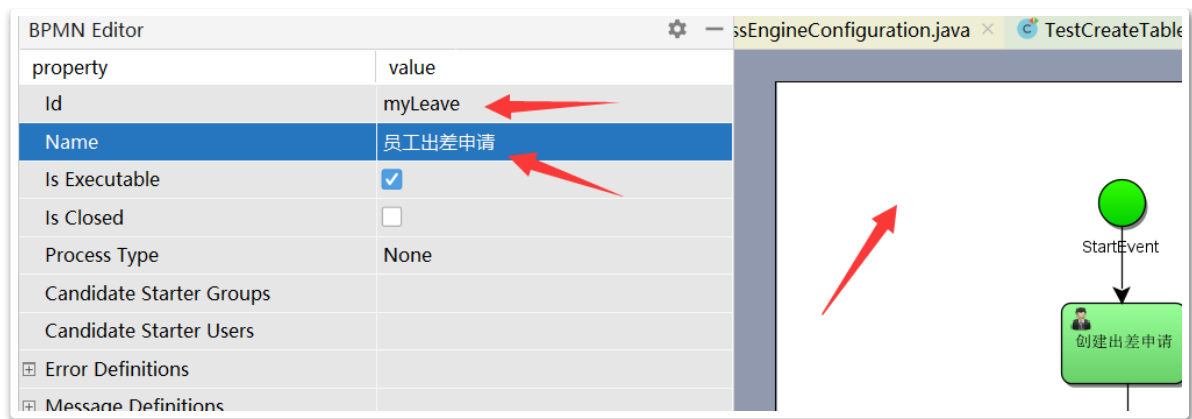 BPMN Editor
ssEngineConfiguration.java
TestCreateTable
property value
Id myLeave
Name 员工出差申请
Is Executable
Is Closed
Process Type None
Candidate Starter Groups
Candidate Starter Users
Error Definitions
Message Definitions
StartEvent
创建出差申请